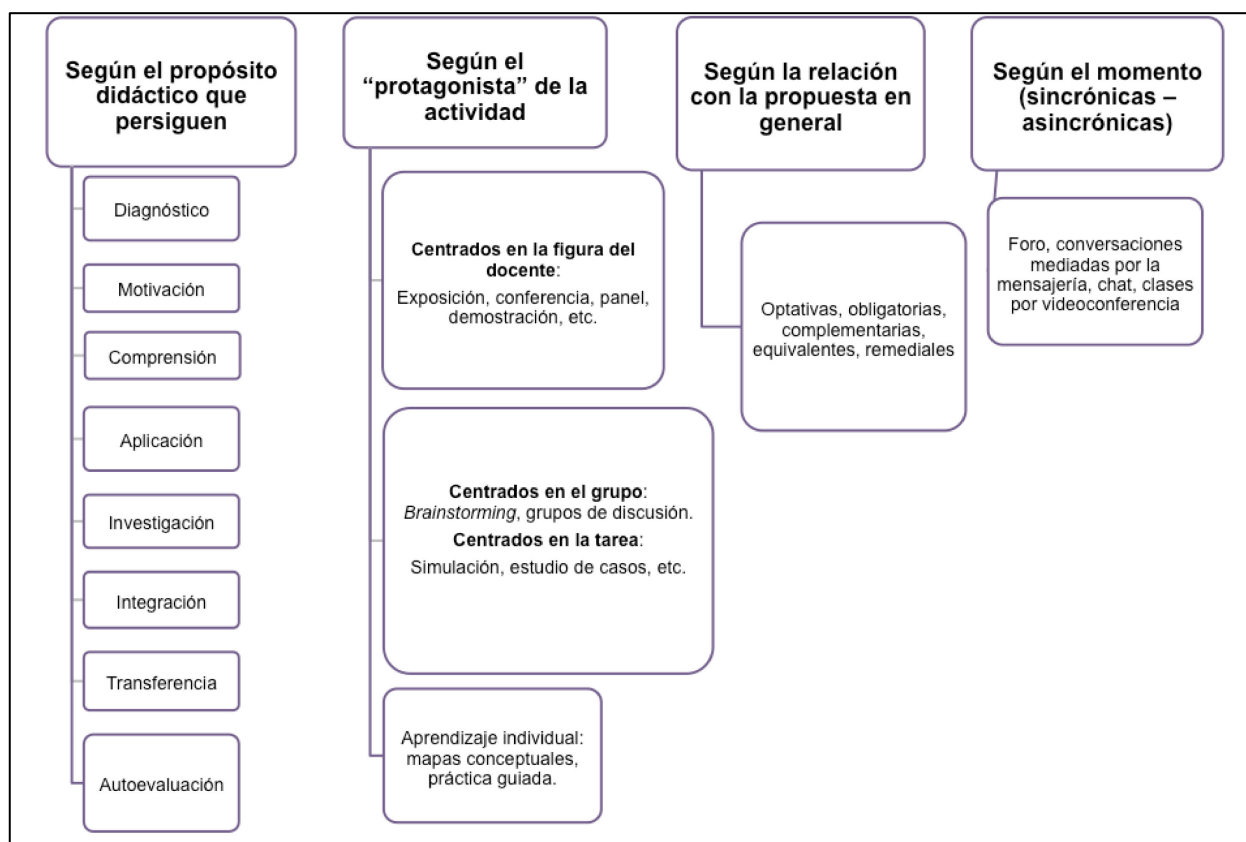 Según el propósito
didáctico que
persiguen
Diagnóstico
Motivación
Comprensión
Aplicación
Investigación
Integración
Transferencia
Autoevaluación
Según el
“protagonista” de la
actividad
Centrados en la figura del
docente:
Exposición, conferencia, panel,
demostración, etc.
Centrados en el grupo:
Brainstorming, grupos de discusión.
Centrados en la tarea:
Simulación, estudio de casos, etc.
Aprendizaje individual:
mapas conceptuales,
práctica guiada.
Según la relación
con la propuesta en
general
Optativas, obligatorias,
complementarias,
equivalentes, remediales
Según el momento
(sincrónicas –
asincrónicas)
Foro, conversaciones
mediadas por la
mensajería, chat, clases
por videoconferencia